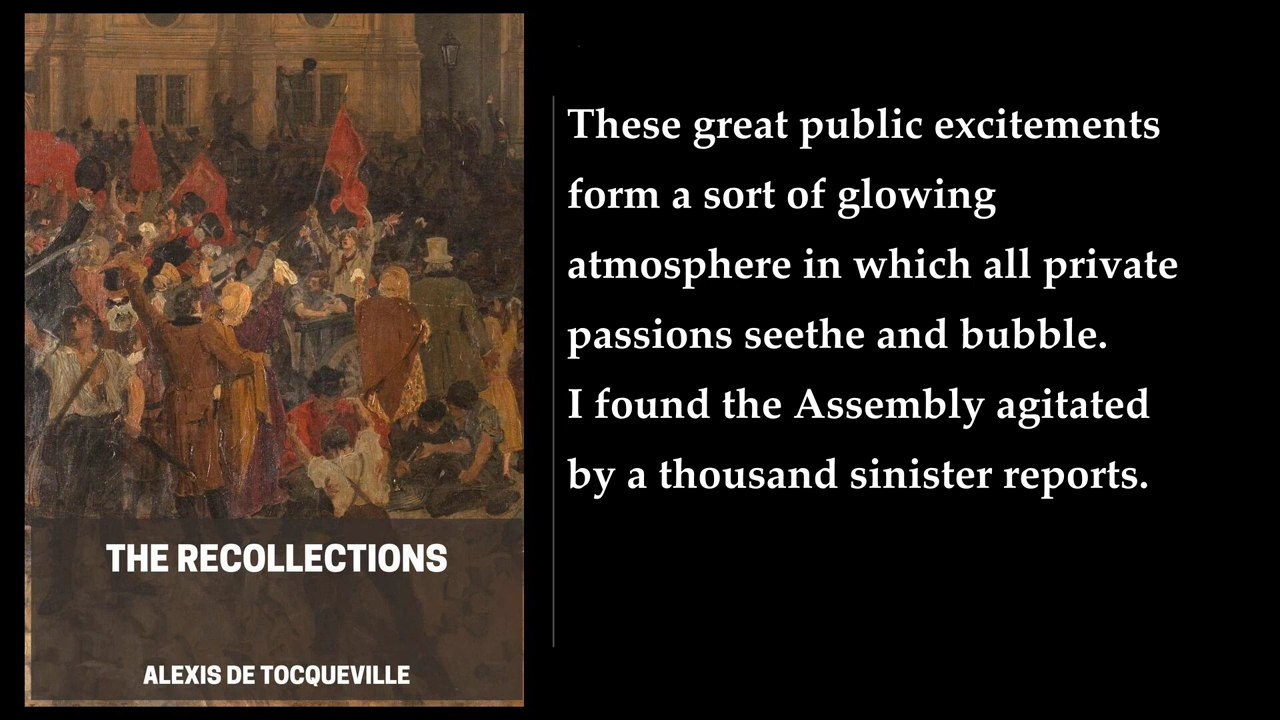 THE RECOLLECTIONS
ALEXIS DE TOCQUEVILLE
These great public excitements
form a sort of glowing
atmosphere in which all private
passions seethe and bubble.
I found the Assembly agitated
by a thousand sinister reports.